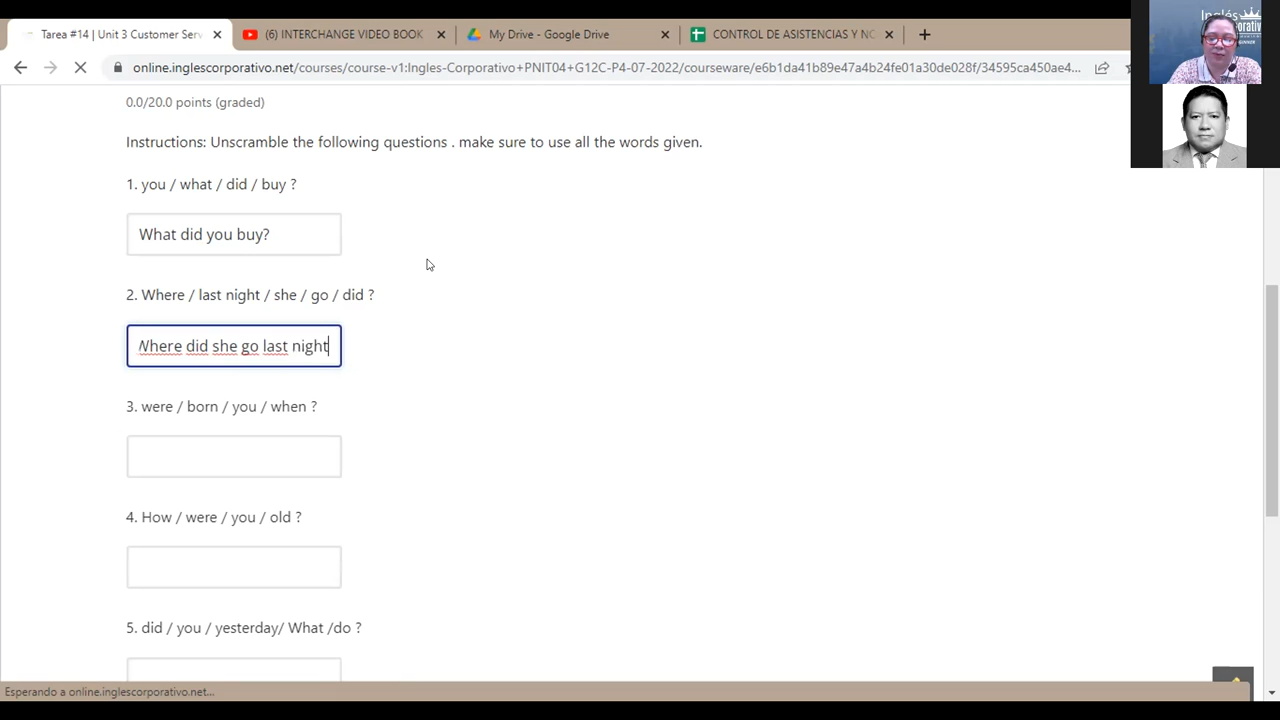 Tarea #14 | Unit 3 Customer Serv
(6) INTERCHANGE VIDEO BOOK
My Drive - Google Drive
CONTROL DE ASISTENCIAS Y NO
online.inglescorporativo.net/courses/course-v1:Ingles-Corporativo+PNIT04+G12C-P4-07-2022/courseware/e6b1da41b89e47a4b24fe01a30de028f/34595ca450ae4...
Inglés
0.0/20.0 points (graded)
Instructions: Unscramble the following questions . make sure to use all the words given.
1. you / what / did / buy ?
What did you buy?
2. Where / last night / she / go / did ?
Where did she go last night
3. were / born / you / when ?
4. How / were / you / old ?
5. did / you / yesterday/ What /do ?
Esperando a online.inglescorporativo.net...